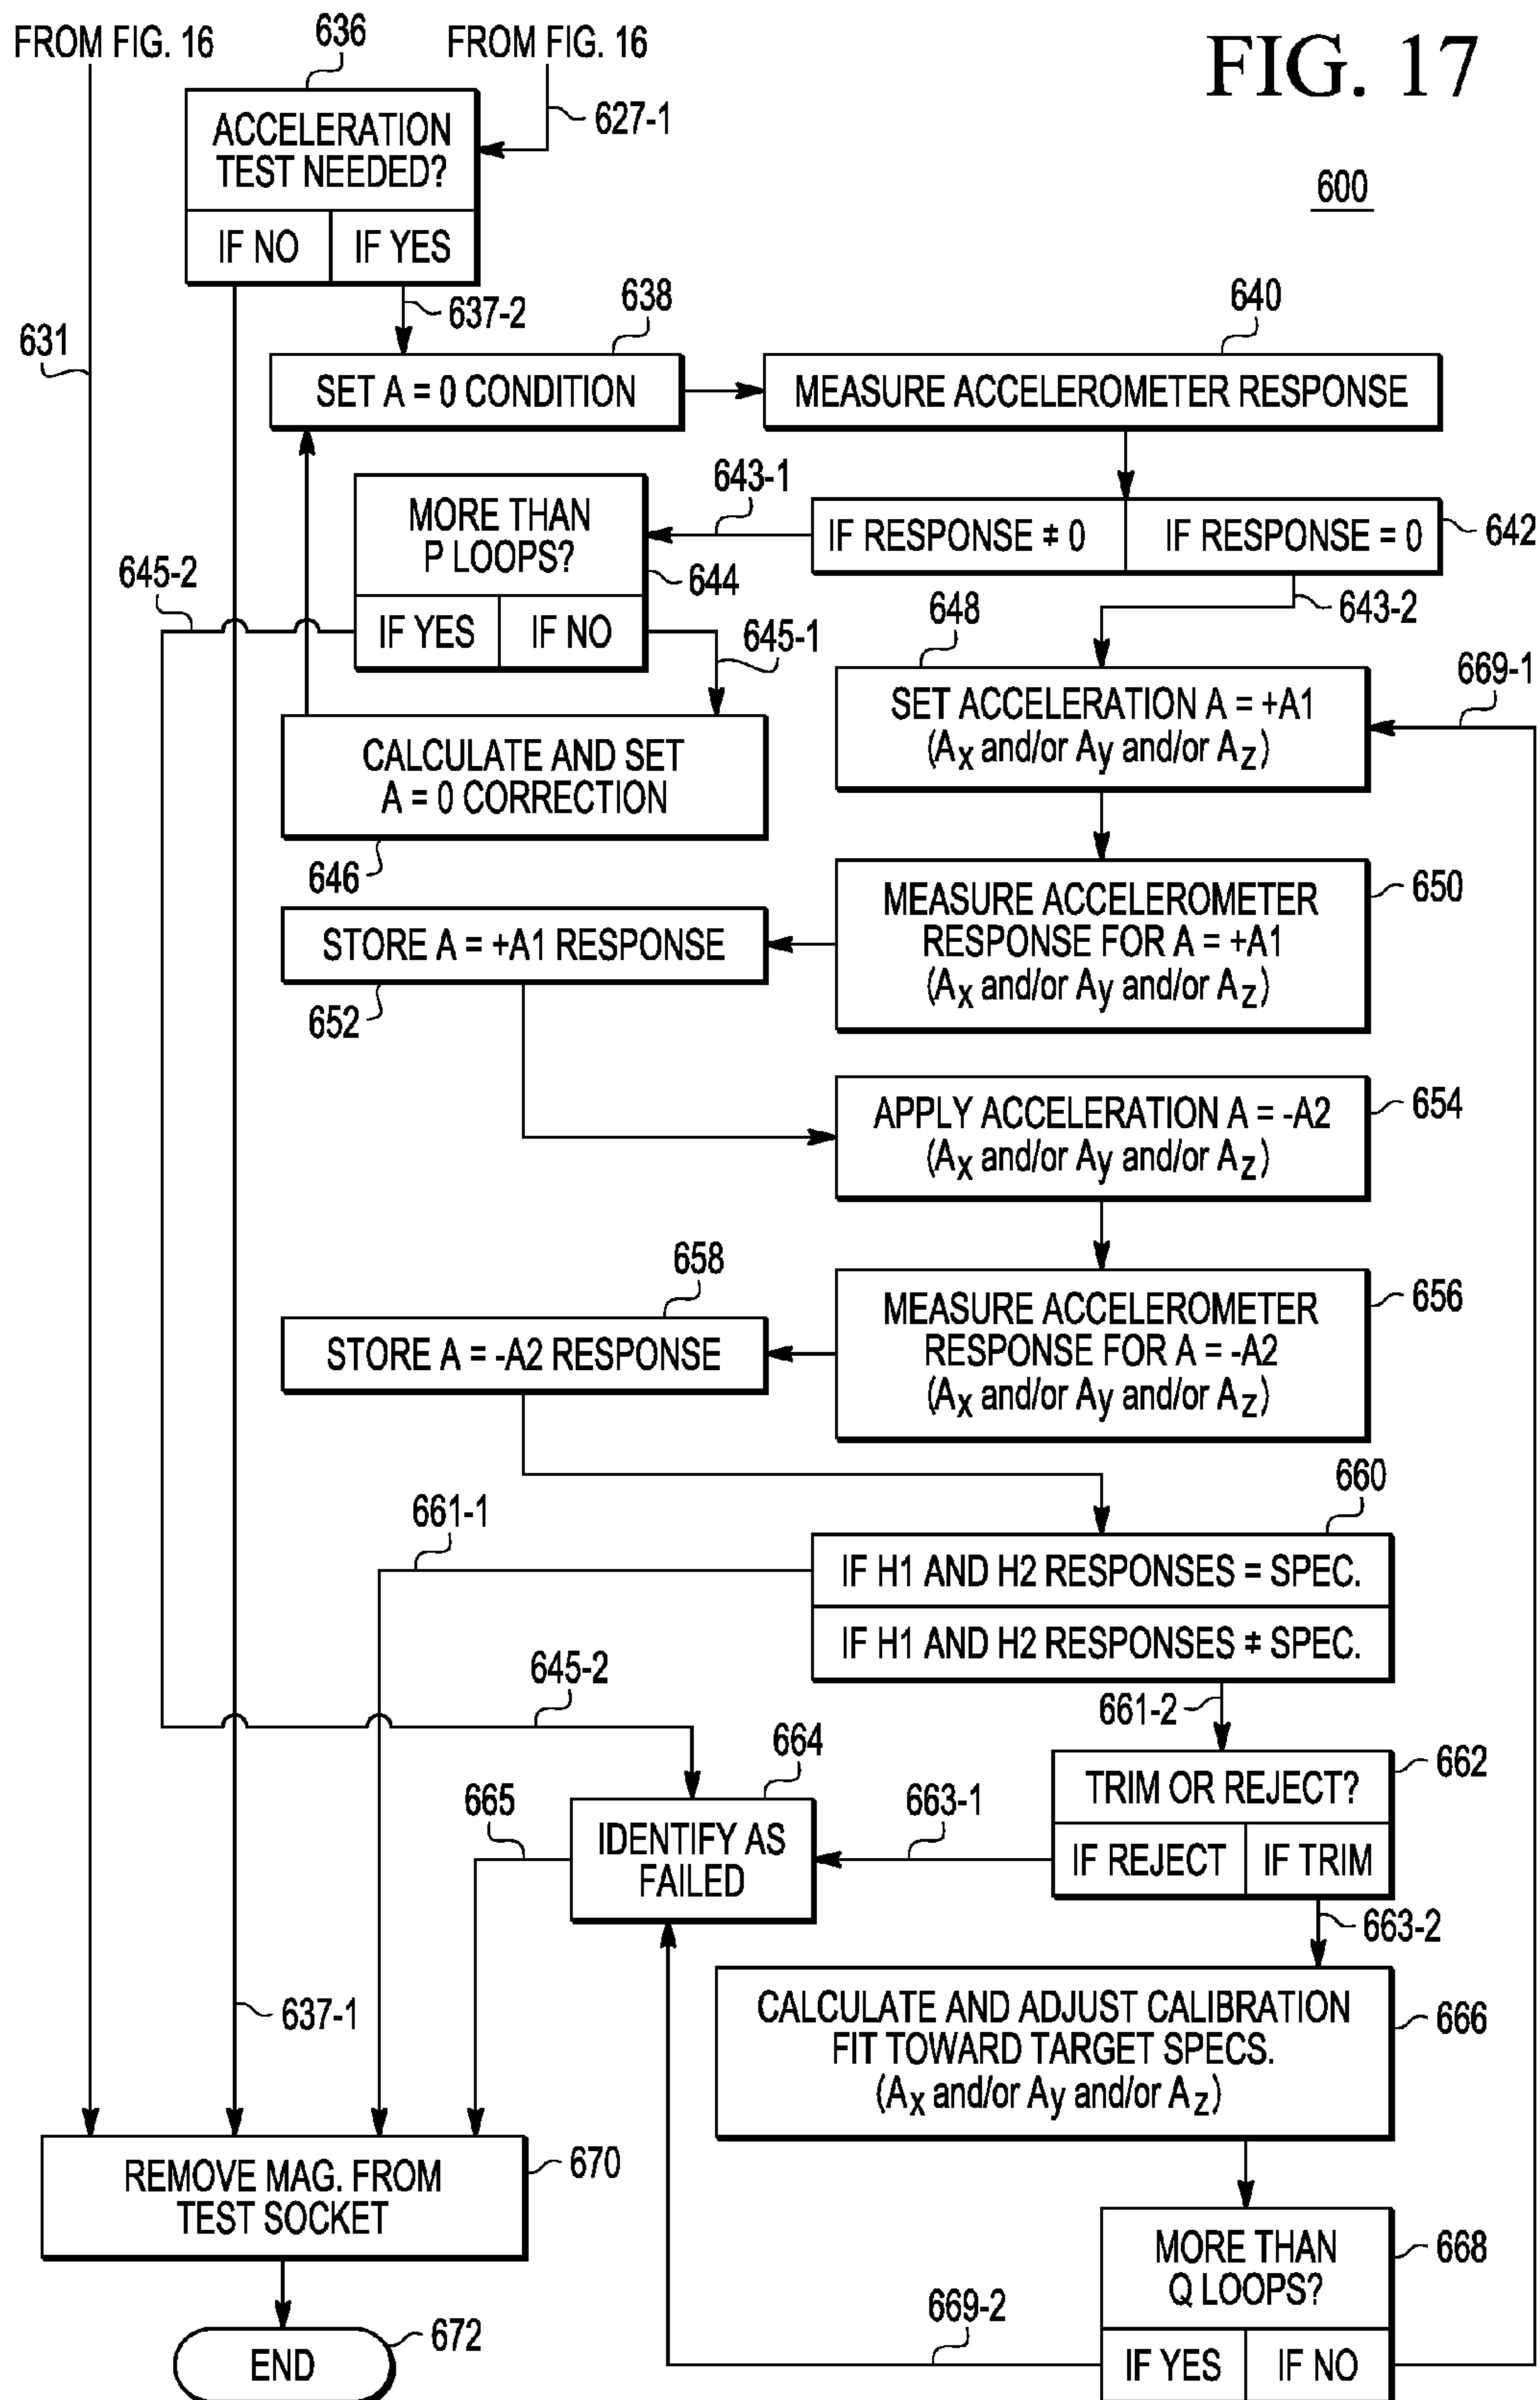 FROM FIG. 16
636
FROM FIG. 16
FIG. 17
627-1
600
ACCELERATION
TEST NEEDED?
IF NO
IF YES
631
637-2
638
640
SET A = 0 CONDITION
MEASURE ACCELEROMETER RESPONSE
643-1
MORE THAN
P LOOPS?
644
IF YES
IF NO
IF RESPONSE ≠ 0
IF RESPONSE = 0
642
645-2
645-1
643-2
648
669-1
SET ACCELERATION A = +A1
(Ax and/or Ay and/or Az)
CALCULATE AND SET
A = 0 CORRECTION
646
MEASURE ACCELEROMETER
RESPONSE FOR A = +A1
(Ax and/or Ay and/or Az)
650
STORE A = +A1 RESPONSE
652
APPLY ACCELERATION A = -A2
(Ax and/or Ay and/or Az)
654
658
MEASURE ACCELEROMETER
RESPONSE FOR A = -A2
(Ax and/or Ay and/or Az)
656
STORE A = -A2 RESPONSE
660
661-1
IF H1 AND H2 RESPONSES = SPEC.
IF H1 AND H2 RESPONSES ≠ SPEC.
645-2
661-2
664
TRIM OR REJECT?
662
IF REJECT
IF TRIM
665
663-1
IDENTIFY AS
FAILED
663-2
637-1
CALCULATE AND ADJUST CALIBRATION
FIT TOWARD TARGET SPECS.
(Ax and/or Ay and/or Az)
666
REMOVE MAG. FROM
TEST SOCKET
670
MORE THAN
Q LOOPS?
668
669-2
IF YES
IF NO
END
672